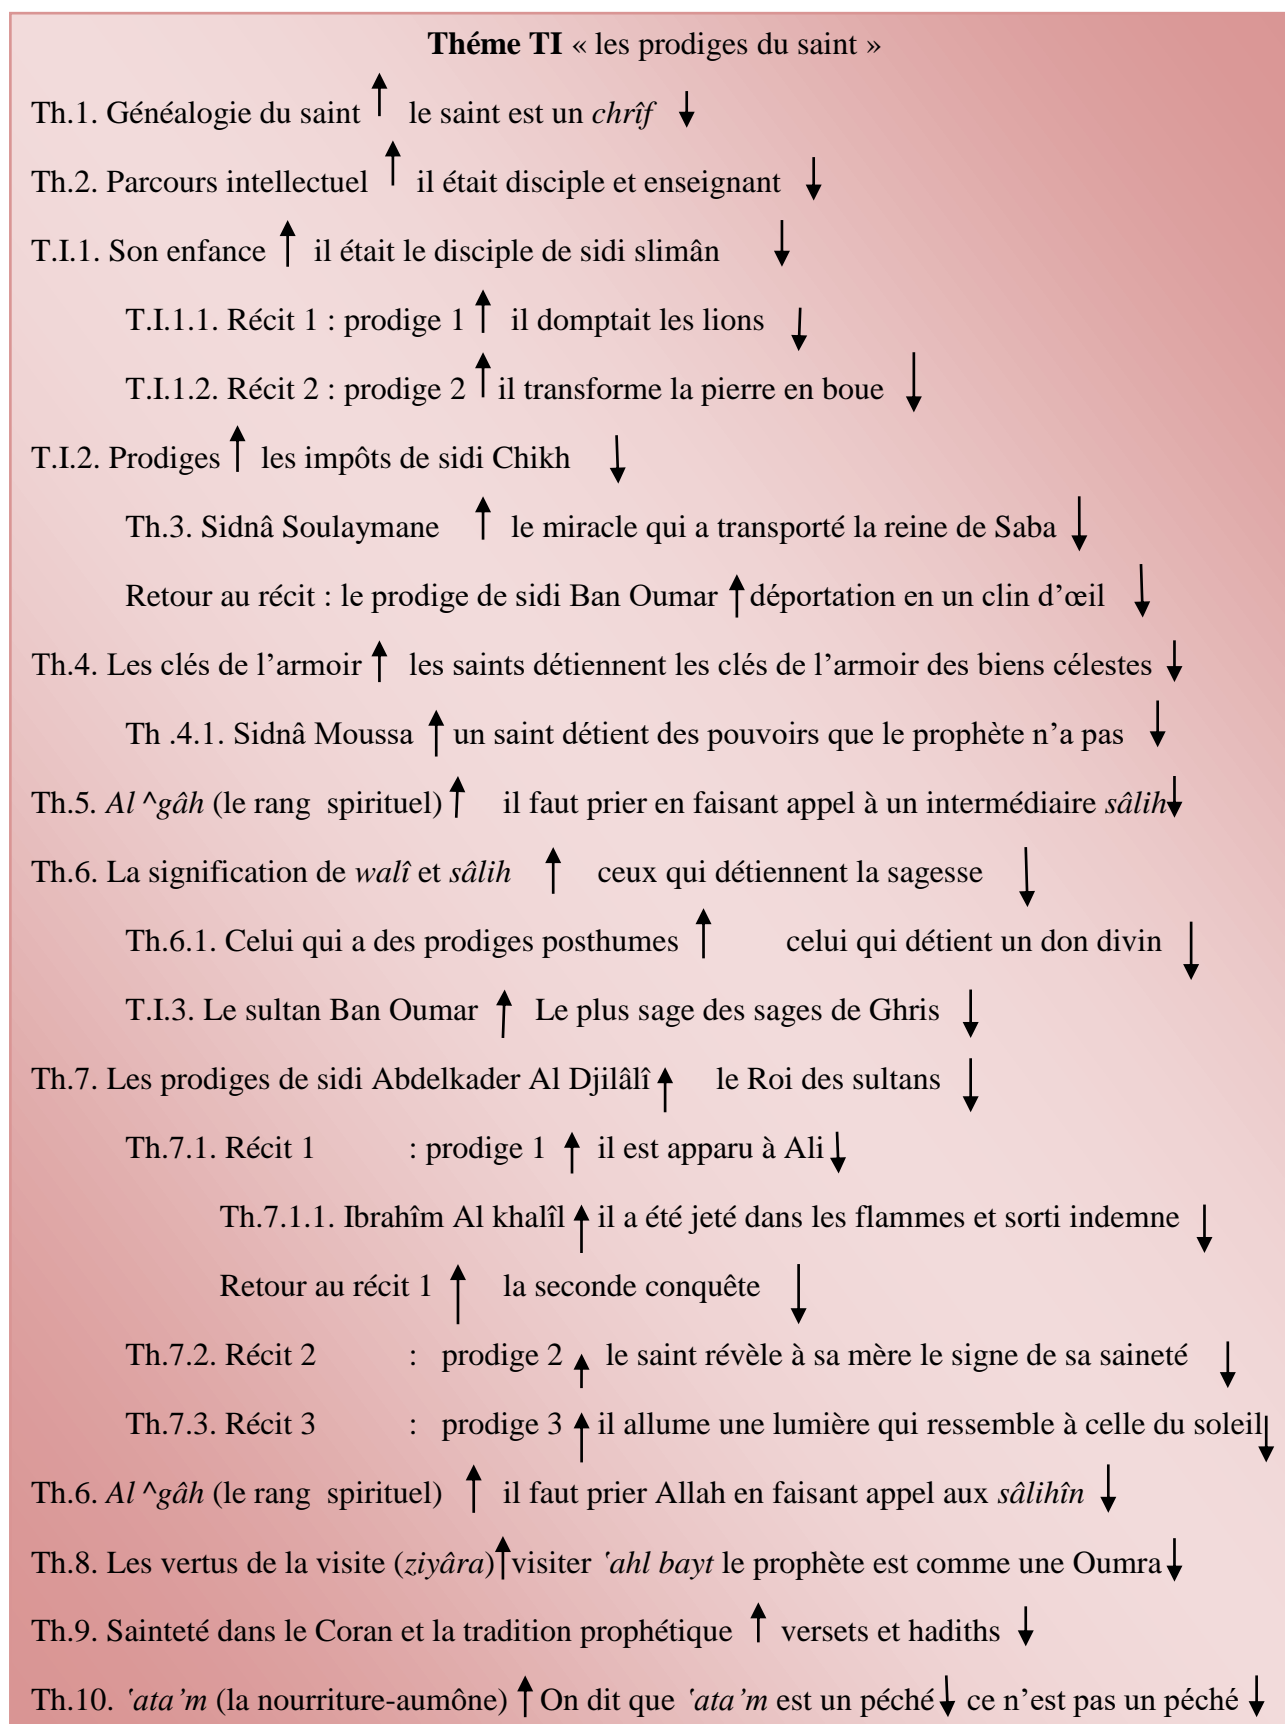 Théme TI « les prodiges du saint »
Th.1. Généalogie du saint ↑ le saint est un chrîf ↓
Th.2. Parcours intellectuel ↑ il était disciple et enseignant ↓
T.I.1. Son enfance ↑ il était le disciple de sidi slimân ↓
T.I.1.1. Récit 1 : prodige 1 ↑ il domptait les lions ↓
T.I.1.2. Récit 2 : prodige 2 ↑ il transforme la pierre en boue ↓
T.I.2. Prodiges ↑ les impôts de sidi Chikh ↓
Th.3. Sidnâ Soulaymane ↑ le miracle qui a transporté la reine de Saba ↓
Retour au récit : le prodige de sidi Ban Oumar ↑ déportation en un clin d’œil ↓
Th.4. Les clés de l’armoir ↑ les saints détiennent les clés de l’armoir des biens célestes ↓
Th .4.1. Sidnâ Moussa ↑ un saint détient des pouvoirs que le prophète n’a pas ↓
Th.5. Al ^gâh (le rang spirituel) ↑ il faut prier en faisant appel à un intermédiaire sâlih ↓
Th.6. La signification de walî et sâlih ↑ ceux qui détiennent la sagesse ↓
Th.6.1. Celui qui a des prodiges posthumes ↑ celui qui détient un don divin ↓
T.I.3. Le sultan Ban Oumar ↑ Le plus sage des sages de Ghris ↓
Th.7. Les prodiges de sidi Abdelkader Al Djilâlî ↑ le Roi des sultans ↓
Th.7.1. Récit 1 : prodige 1 ↑ il est apparu à Ali ↓
Th.7.1.1. Ibrahîm Al khalîl ↑ il a été jeté dans les flammes et sorti indemne ↓
Retour au récit 1 ↑ la seconde conquête ↓
Th.7.2. Récit 2 : prodige 2 ↑ le saint révèle à sa mère le signe de sa saineté ↓
Th.7.3. Récit 3 : prodige 3 ↑ il allume une lumière qui ressemble à celle du soleil ↓
Th.6. Al ^gâh (le rang spirituel) ↑ il faut prier Allah en faisant appel aux sâlihîn ↓
Th.8. Les vertus de la visite (ziyâra) ↑ visiter ‛ahl bayt le prophète est comme une Oumra ↓
Th.9. Sainteté dans le Coran et la tradition prophétique ↑ versets et hadiths ↓
Th.10. ‛ata’m (la nourriture-aumône) ↑ On dit que ‛ata’m est un péché ↓ ce n’est pas un péché ↓